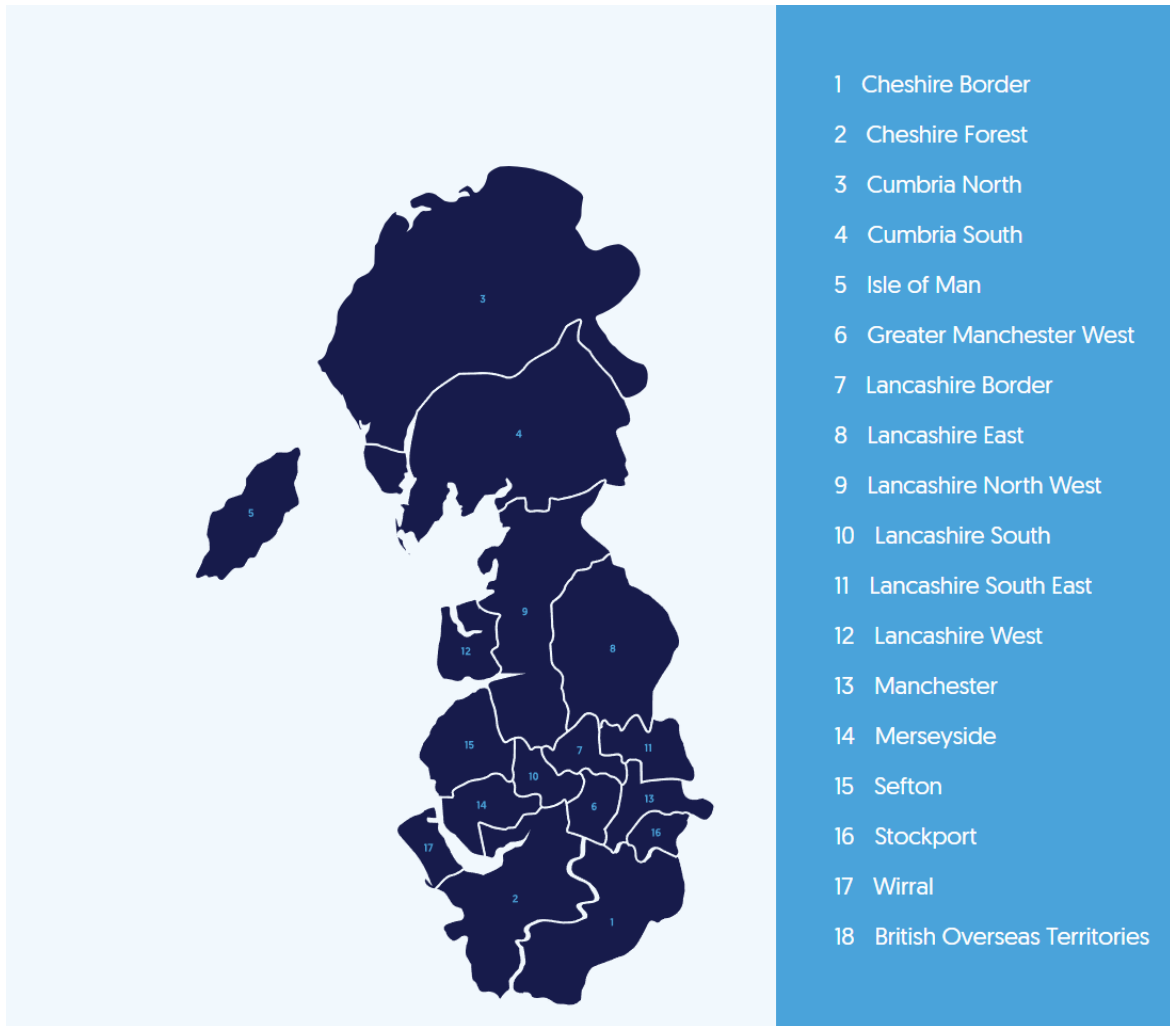 3
4
5
9
8
12
15
7
11
10
14
6
13
16
17
2
1
1 Cheshire Border
2 Cheshire Forest
3 Cumbria North
4 Cumbria South
5 Isle of Man
6 Greater Manchester West
7 Lancashire Border
8 Lancashire East
9 Lancashire North West
10 Lancashire South
11 Lancashire South East
12 Lancashire West
13 Manchester
14 Merseyside
15 Sefton
16 Stockport
17 Wirral
18 British Overseas Territories